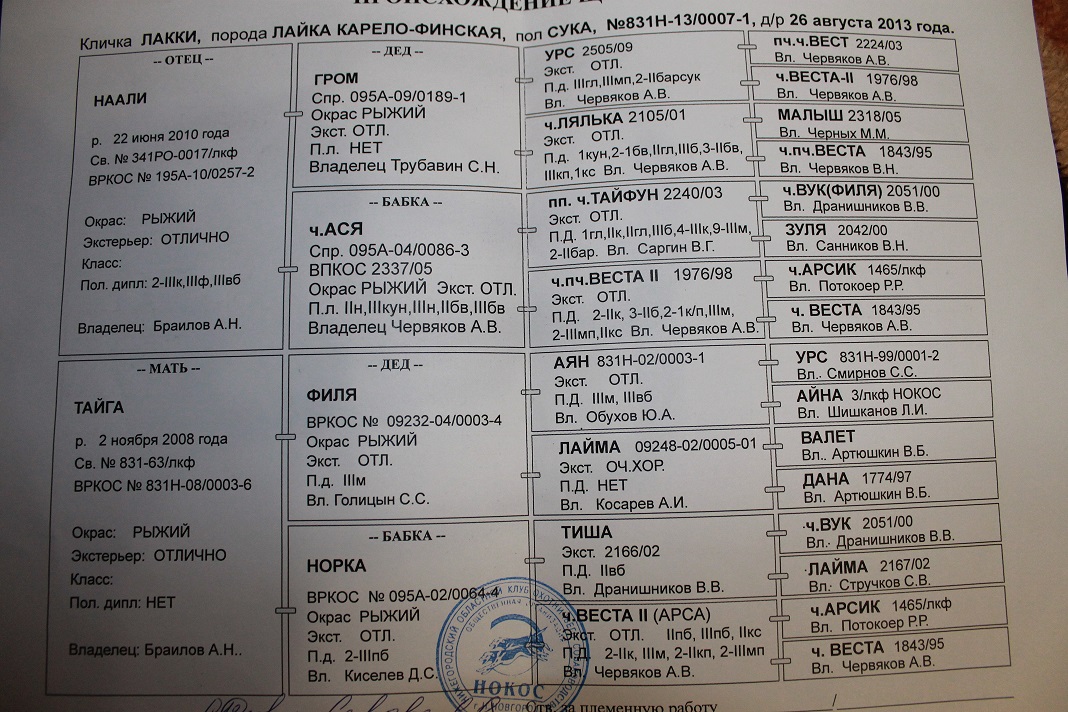 ПРОИСХОЖДЕНИЕ
Кличка ЛАККИ, порода ЛАЙКА КАРЕЛО-ФИНСКАЯ, пол СУКА, №831Н-13/0007-1, д/р 26 августа 2013 года.
-- ОТЕЦ --
НААЛИ
р. 22 июня 2010 года
Св. № 341РО-0017/лкф
ВРКОС № 195А-10/0257-2
Окрас: РЫЖИЙ
Экстерьер: ОТЛИЧНО
Класс:
Пол. дипл: 2-IIIк,IIIф,IIIвб
Владелец: Браилов А.Н.
-- МАТЬ --
ТАЙГА
р. 2 ноября 2008 года
Св. № 831-63/лкф
ВРКОС № 831Н-08/0003-6
Окрас: РЫЖИЙ
Экстерьер: ОТЛИЧНО
Класс:
Пол. дипл: НЕТ
Владелец: Браилов А.Н..
-- ДЕД --
ГРОМ
Спр. 095А-09/0189-1
Окрас РЫЖИЙ
Экст. ОТЛ.
П.л. НЕТ
Владелец Трубавин С.Н.
-- БАБКА --
ч.АСЯ
Спр. 095А-04/0086-3
ВПКОС 2337/05
Окрас РЫЖИЙ Экст. ОТЛ.
П.л. IIн,IIIкун,IIIн,IIбв,IIIбв
Владелец Червяков А.В.
-- ДЕД --
ФИЛЯ
ВРКОС № 09232-04/0003-4
Окрас РЫЖИЙ
Экст. ОТЛ.
П.д. IIIм
Вл. Голицын С.С.
-- БАБКА --
НОРКА
ВРКОС № 095А-02/0064-4
Окрас РЫЖИЙ
Экст. ОТЛ.
П.д. 2-IIIпб
Вл. Киселев Д.С.
УРС 2505/09
Экст. ОТЛ.
П.д. IIIгл,IIIмп,2-IIбарсук
Вл. Червяков А.В.
ч.ЛЯЛЬКА 2105/01
Экст. ОТЛ.
П.д. 1кун,2-1бв,IIгл,IIIб,3-IIбв,
IIIкп,1кс Вл. Червяков А.В.
пп. ч.ТАЙФУН 2240/03
Экст. ОТЛ.
П.Д. 1гл,IIк,IIгл,IIIб,4-IIIк,9-IIIм,
2-IIбар. Вл. Саргин В.Г.
ч.пч.ВЕСТА II 1976/98
Экст. ОТЛ.
П.Д. 2-IIк, 3-IIб,2-1к/п,IIIм,
2-IIIмп,IIкс Вл. Червяков А.В.
АЯН 831Н-02/0003-1
Экст. ОТЛ.
П.Д. IIIм, IIIвб
Вл. Обухов Ю.А.
ЛАЙМА 09248-02/0005-01
Экст. ОЧ.ХОР.
П.Д. НЕТ
Вл. Косарев А.И.
ТИША
Экст. 2166/02
П.Д. IIвб
Вл. Дранишников В.В.
ч.ВЕСТА II (АРСА)
Экст. ОТЛ. IIпб, IIIпб, IIкс
П.Д. 2-IIк, IIIм, 2-IIкп, 2-IIIмп
Вл. Червяков А.В.
пч.ч.ВЕСТ 2224/03
Вл. Червяков А.В.
ч.ВЕСТА-II 1976/98
Вл. Червяков А.В.
МАЛЫШ 2318/05
Вл. Черных М.М.
ч.пч.ВЕСТА 1843/95
Вл. Червяков В.Н.
ч.ВУК(ФИЛЯ) 2051/00
Вл. Дранишников В.В.
ЗУЛЯ 2042/00
Вл. Санников В.Н.
ч.АРСИК 1465/лкф
Вл. Потокоер Р.Р.
ч. ВЕСТА 1843/95
Вл. Червяков А.В.
УРС 831Н-99/0001-2
Вл.. Смирнов С.С.
АЙНА 3/лкф НОКОС
Вл. Шишканов Л.И.
ВАЛЕТ
Вл.. Артюшкин В.Б.
ДАНА 1774/97
Вл. Артюшкин В.Б.
ч.ВУК 2051/00
Вл.. Дранишников В.В.
ЛАЙМА 2167/02
Вл.. Стручков С.В.
ч.АРСИК 1465/лкф
Вл. Потокоер Р.Р.
ч. ВЕСТА 1843/95
Вл. Червяков А.В.
НИЖЕГОРОДСКИЙ ОБЛАСТНОЙ КЛУБ
ОБЩЕСТВЕННАЯ ОРГАНИЗАЦИЯ
НОКОС
отв. за племенную работу